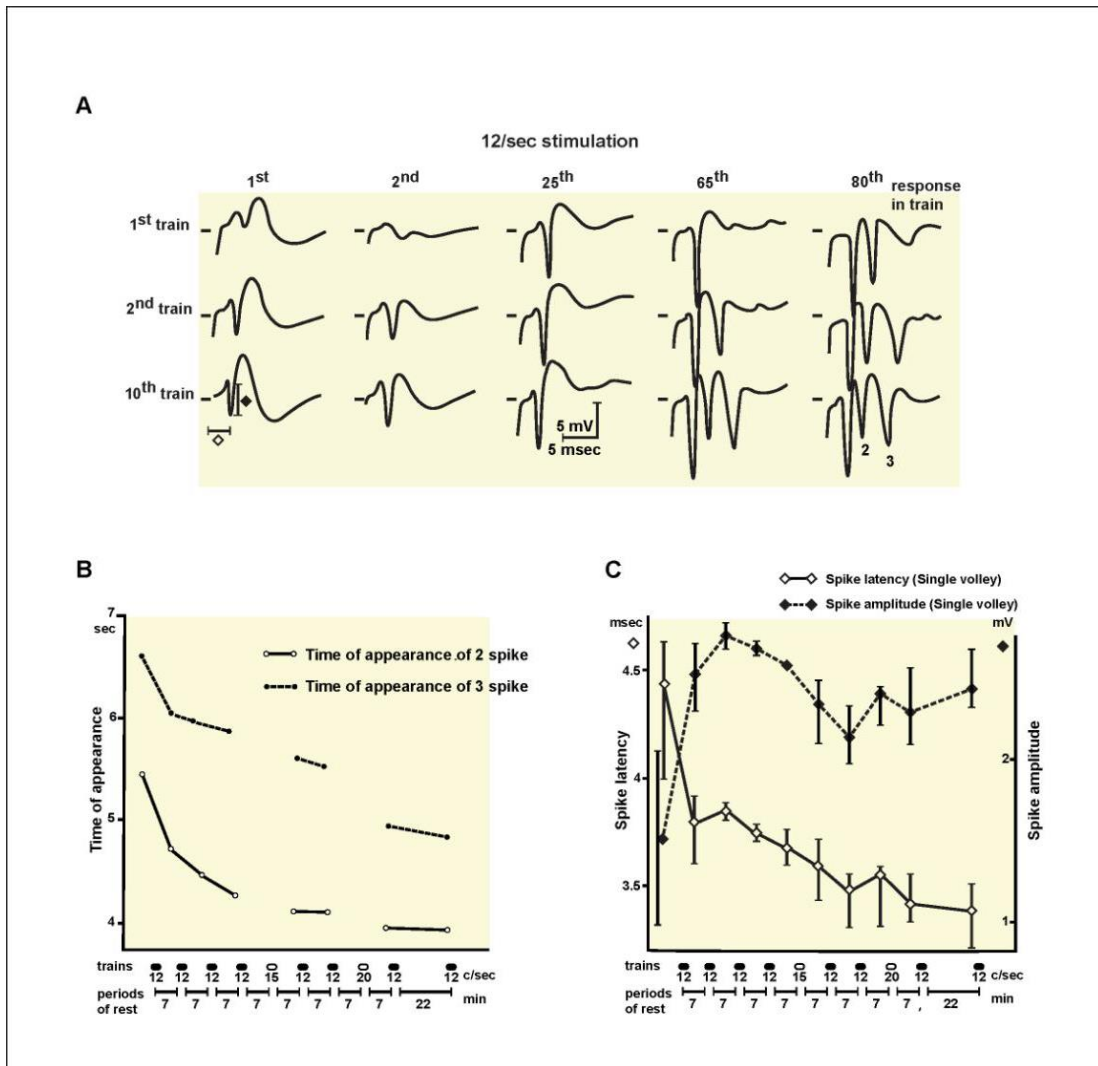 A
12/sec stimulation
1st 2nd 25th 65th 80th response
in train
1st train
2nd train
10th train
5 mV
5 msec
2 3
B
7
sec
6
5
4
Time of appearance
Time of appearance of 2 spike
Time of appearance of 3 spike
trains 12 12 12 12 15 12 12 20 12 12 c/sec
periods
of rest 7 7 7 7 7 7 7 7 22 min
C
Spike latency (Single volley)
Spike amplitude (Single volley)
msec mV
4.5
4
3.5
Spike latency
2
1
Spike amplitude
trains 12 12 12 12 15 12 12 20 12 12 c/sec
periods
of rest 7 7 7 7 7 7 7 7 , 22 min